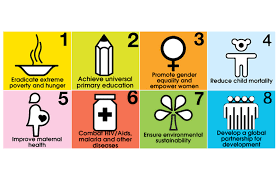 1
Eradicate extreme
poverty and hunger
2
Achieve universal
primary education
3
Promote gender
equality and
empower women
4
Reduce child mortality
5
Improve maternal
health
6
Combat HIV/Aids,
malaria and other
diseases
7
Ensure environmental
sustainability
8
Develop a global
partnership for
development